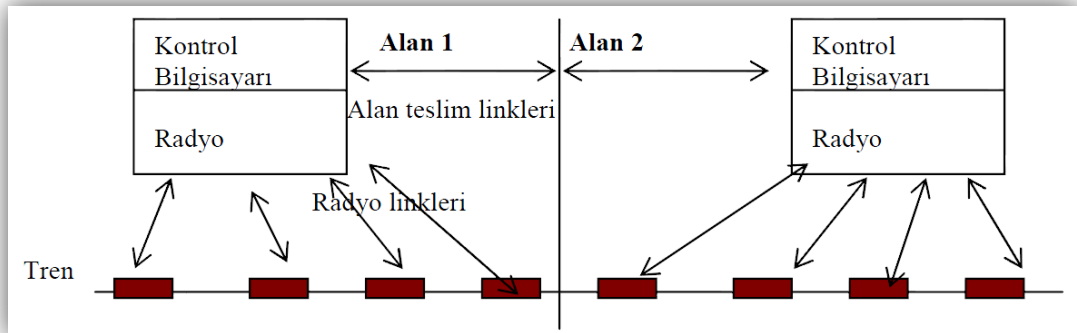 Kontrol
Bilgisayarı
Radyo
Alan 1
Alan 2
Alan teslim linkleri
Radyo linkleri
Kontrol
Bilgisayarı
Radyo
Tren